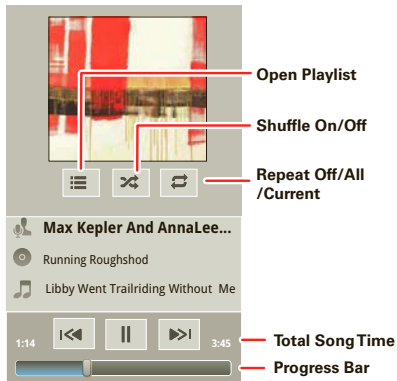 Open Playlist
Shuffle On/Off
Repeat Off/All
/Current
Max Kepler And AnnaLee...
Running Roughshod
Libby Went Trailriding Without Me
1:14
3:45
Total Song Time
Progress Bar